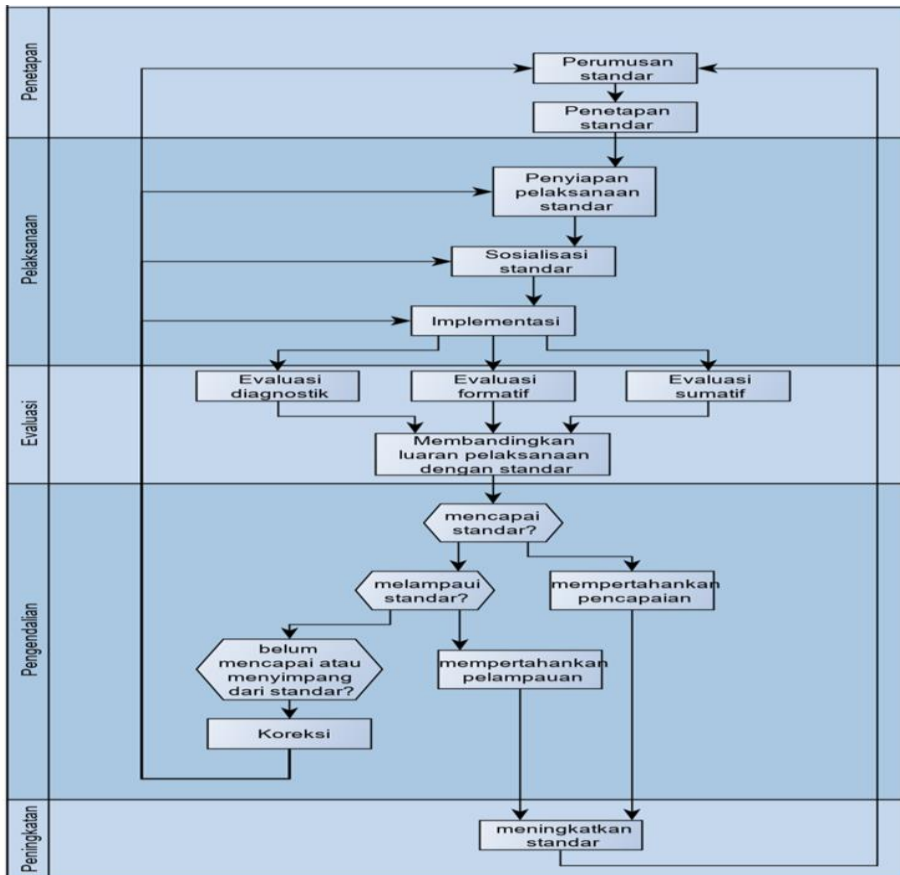 Penetapan
Perumusan
standar
Penetapan
standar
Pelaksanaan
Penyiapan
pelaksanaan
standar
Sosialisasi
standar
Implementasi
Evaluasi
Evaluasi
diagnostik
Evaluasi
formatif
Evaluasi
sumatif
Membandingkan
luaran pelaksanaan
dengan standar
Pengendalian
mencapai
standar?
melampaui
standar?
mempertahankan
pencapaian
belum
mencapai atau
menyimpang
dari standar?
mempertahankan
pelampauan
Koreksi
Peningkatan
meningkatkan
standar